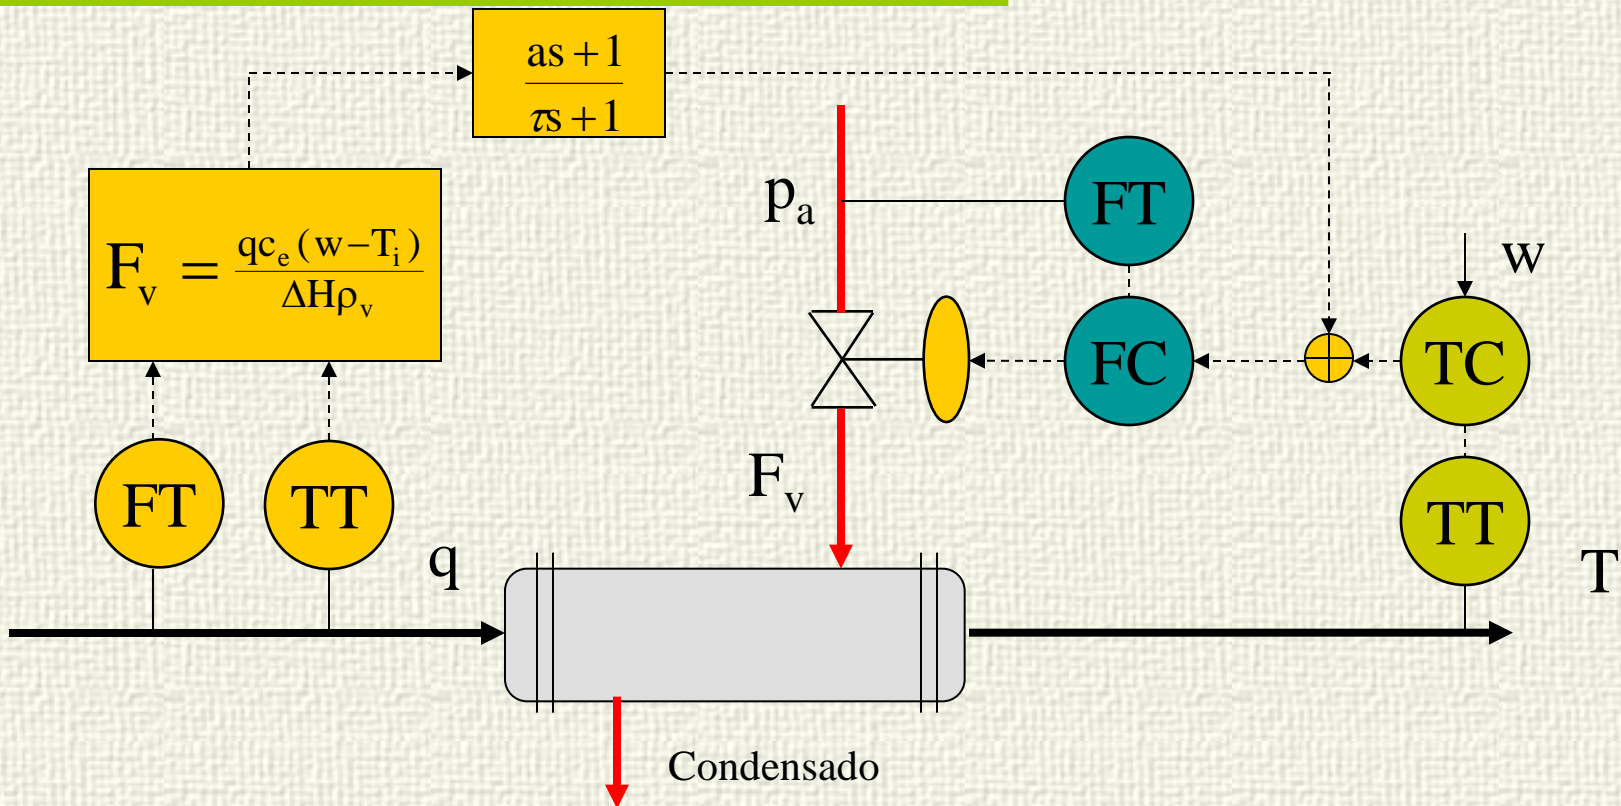 as + 1
τs + 1
F_v = qc_e(w − T_i) / ΔHρ_v
p_a
FT
w
FC
TC
F_v
FT
TT
TT
q
T
Condensado